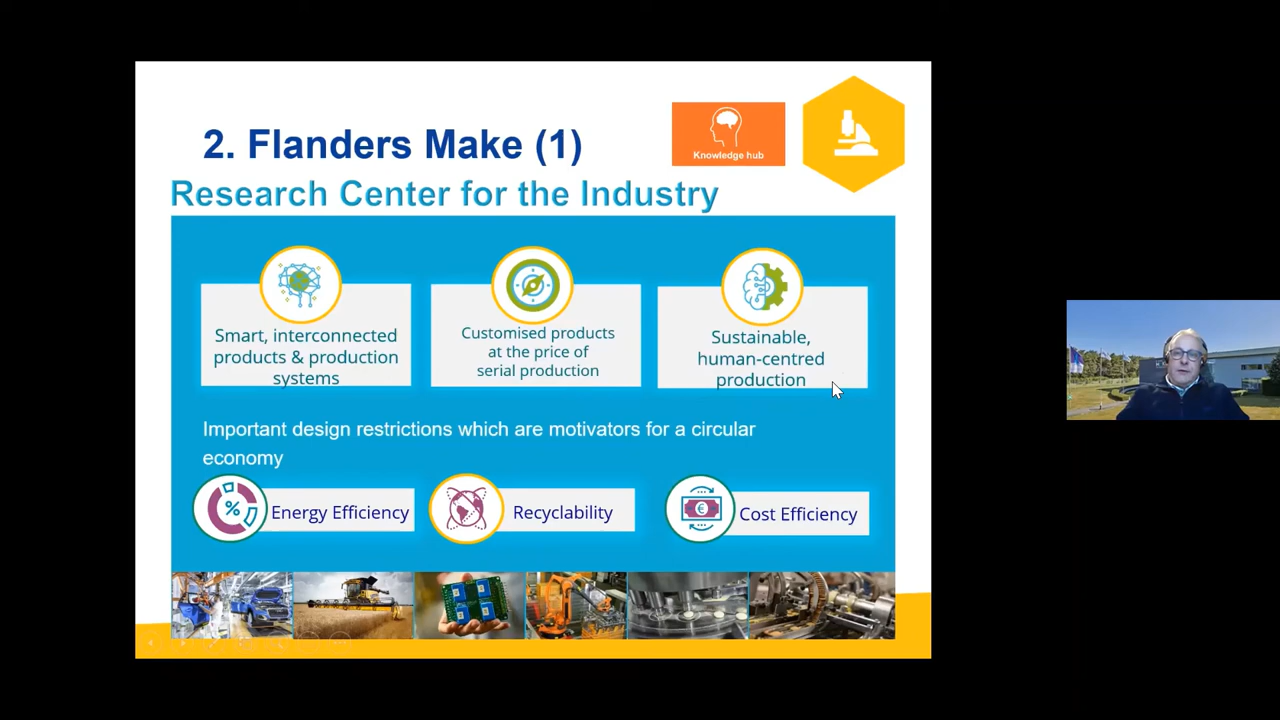 2. Flanders Make (1)
Knowledge hub
Research Center for the Industry
Smart, interconnected
products & production
systems
Customised products
at the price of
serial production
Sustainable,
human-centred
production
Important design restrictions which are motivators for a circular
economy
%
Energy Efficiency
Recyclability
€
Cost Efficiency